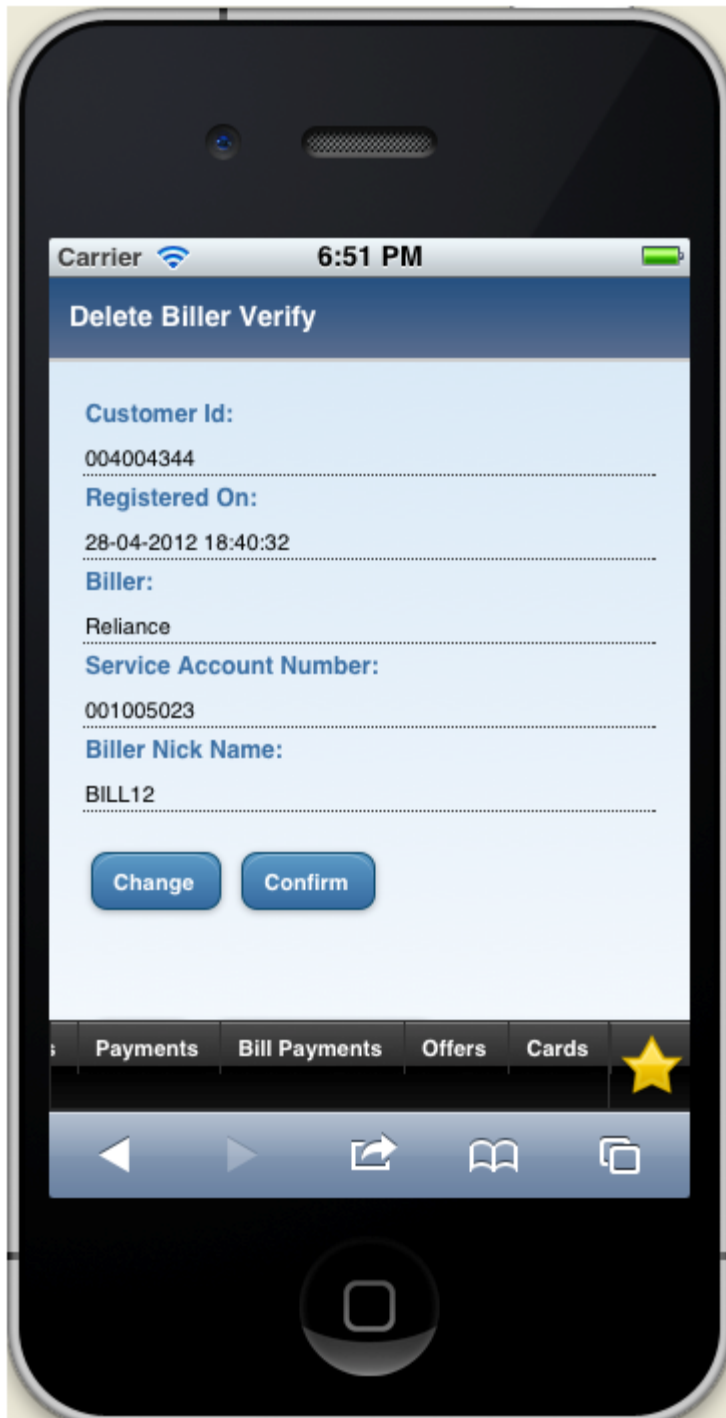 Carrier 6:51 PM
Delete Biller Verify
Customer Id:
004004344
Registered On:
28-04-2012 18:40:32
Biller:
Reliance
Service Account Number:
001005023
Biller Nick Name:
BILL12
Change Confirm
Payments Bill Payments Offers Cards